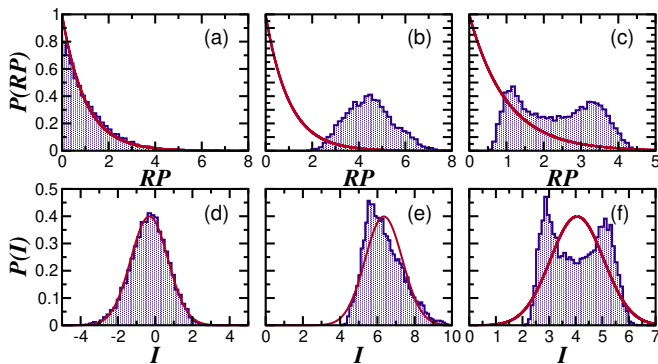 (a) (b) (c)
P(RP)
1
0.8
0.6
0.4
0.2
0
0 2 4 6 8 0 2 4 6 8 0 1 2 3 4 5
RP RP RP
(d) (e) (f)
P(I)
0.5
0.4
0.3
0.2
0.1
0
-4 -2 0 2 4 0 2 4 6 8 10 0 1 2 3 4 5 6 7
I I I